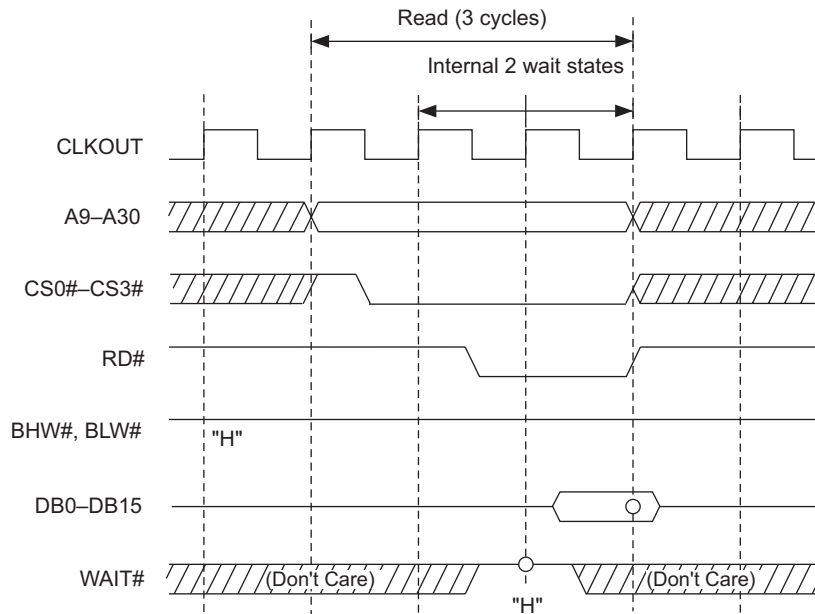 Read (3 cycles)
Internal 2 wait states
CLKOUT
A9–A30
CS0#–CS3#
RD#
BHW#, BLW#
"H"
DB0–DB15
WAIT#
(Don't Care)
(Don't Care)
"H"